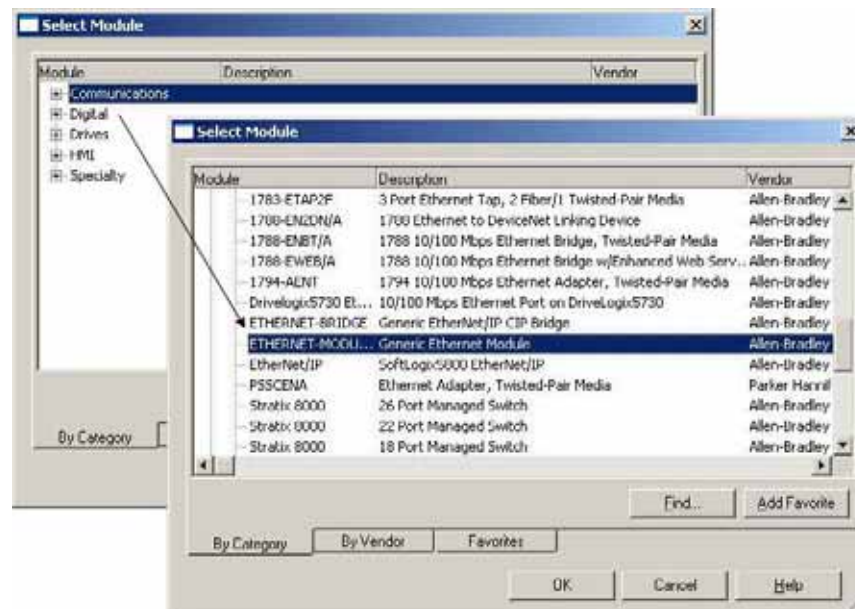 Select Module
Module Description Vendor
Communications
Digital
Drives
HMI
Specialty
By Category
Select Module
Module Description Vendor
1783-ETAP2F 3 Port Ethernet Tap, 2 Fiber/1 Twisted-Pair Media Allen-Bradley
1788-EN2DN/A 1788 Ethernet to DeviceNet Linking Device Allen-Bradley
1788-ENBT/A 1788 10/100 Mbps Ethernet Bridge, Twisted-Pair Media Allen-Bradley
1788-EWEB/A 1788 10/100 Mbps Ethernet Bridge w/Enhanced Web Serv... Allen-Bradley
1794-AENT 1794 10/100 Mbps Ethernet Adapter, Twisted-Pair Media Allen-Bradley
Drivelogix5730 Et... 10/100 Mbps Ethernet Port on DriveLogix5730 Allen-Bradley
ETHERNET-BRIDGE Generic EtherNet/IP CIP Bridge Allen-Bradley
ETHERNET-MODU... Generic Ethernet Module Allen-Bradley
EtherNet/IP SoftLogix5800 EtherNet/IP Allen-Bradley
PSSCENA Ethernet Adapter, Twisted-Pair Media Parker Hannif
Stratix 8000 26 Port Managed Switch Allen-Bradley
Stratix 8000 22 Port Managed Switch Allen-Bradley
Stratix 8000 18 Port Managed Switch Allen-Bradley
Find... Add Favorite
By Category By Vendor Favorites
OK Cancel Help